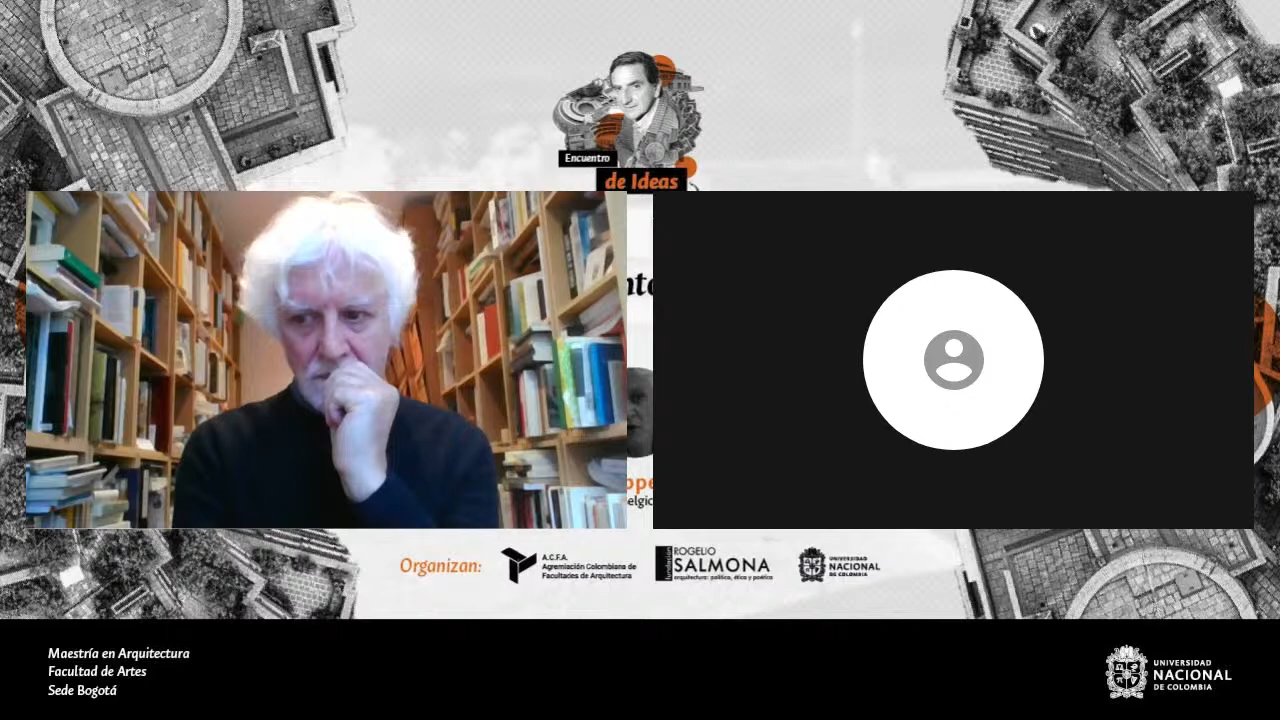 Encuentro
de Ideas
Organizan:
A.C.F.A.
Agremiación Colombiana de
Facultades de Arquitectura
fundación
ROGELIO
SALMONA
arquitectura: política, ética y poética
UNIVERSIDAD
NACIONAL
DE COLOMBIA
Maestría en Arquitectura
Facultad de Artes
Sede Bogotá
UNIVERSIDAD
NACIONAL
DE COLOMBIA